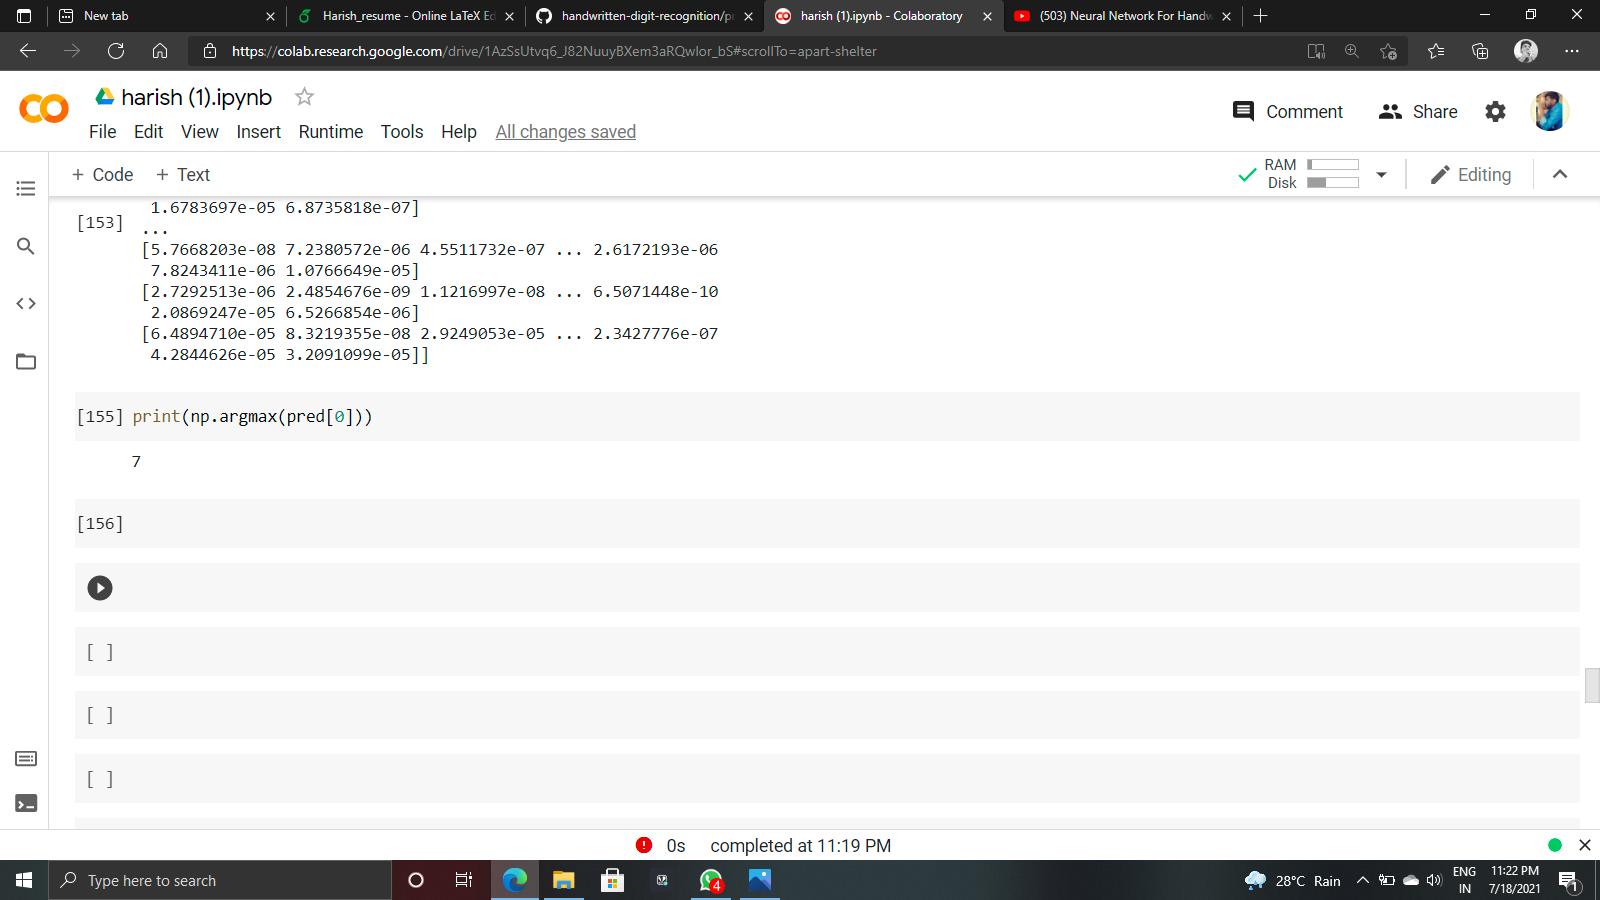 New tab
Harish_resume - Online LaTeX Ed
handwritten-digit-recognition/pr
harish (1).ipynb - Colaboratory
(503) Neural Network For Handw
https://colab.research.google.com/drive/1AzSsUtvq6_J82NuuyBXem3aRQwIor_bS#scrollTo=apart-shelter
harish (1).ipynb
Comment
Share
File Edit View Insert Runtime Tools Help All changes saved
+ Code + Text
RAM
Disk
Editing
1.6783697e-05 6.8735818e-07]
[153]
...
[5.7668203e-08 7.2380572e-06 4.5511732e-07 ... 2.6172193e-06
7.8243411e-06 1.0766649e-05]
[2.7292513e-06 2.4854676e-09 1.1216997e-08 ... 6.5071448e-10
2.0869247e-05 6.5266854e-06]
[6.4894710e-05 8.3219355e-08 2.9249053e-05 ... 2.3427776e-07
4.2844626e-05 3.2091099e-05]]
[155] print(np.argmax(pred[0]))
7
[156]
[ ]
[ ]
[ ]
0s completed at 11:19 PM
Type here to search
4
28°C Rain
ENG
IN
11:22 PM
7/18/2021
1